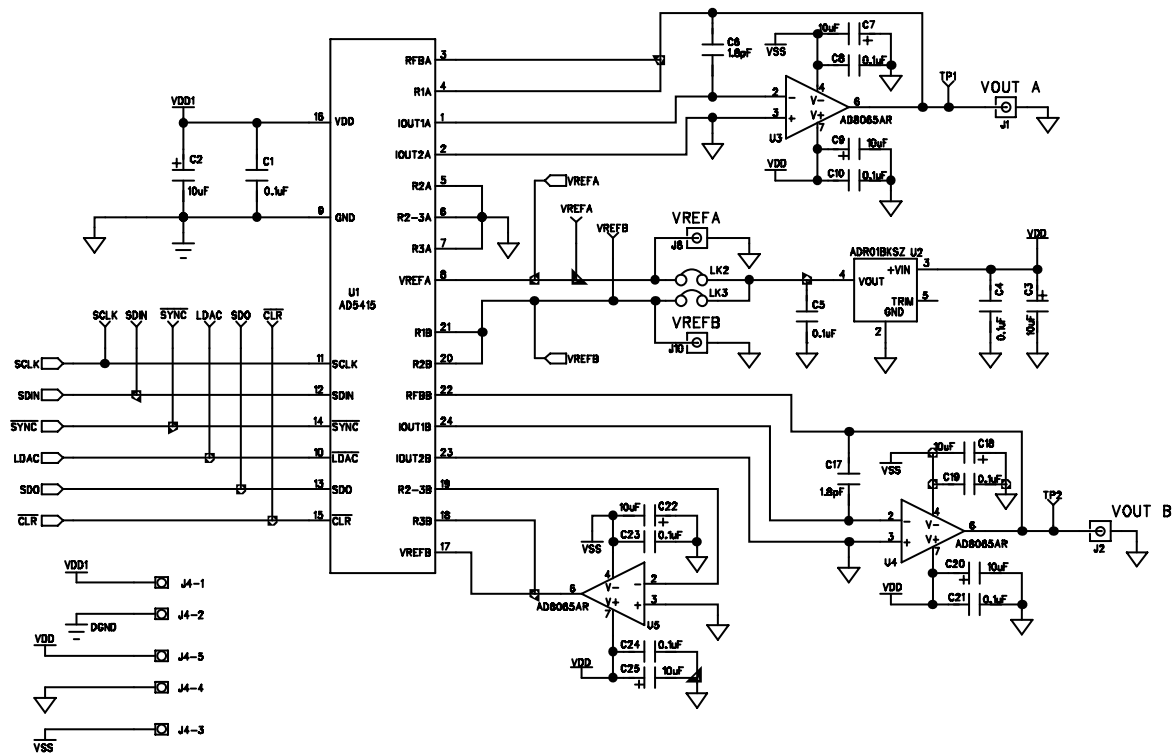 C7
10uF
VSS
C8
0.1uF
C6
1.8pF
TP1
VOUT A
J1
4
V-
V+
7
2
3
6
AD8065AR
U3
C9
10uF
VDD
C10
0.1uF
VDD1
C2
10uF
C1
0.1uF
16
VDD
9
GND
RFBA
3
R1A
4
IOUT1A
1
IOUT2A
2
R2A
5
R2-3A
6
R3A
7
VREFA
8
U1
AD5415
R1B
21
R2B
20
RFBB
22
IOUT1B
24
IOUT2B
23
R2-3B
19
R3B
18
VREFB
17
VREFA
VREFA
VREFB
VREFA
J8
LK2
LK3
VREFB
J10
VREFB
C5
0.1uF
ADR01BKSZ U2
4
VOUT
+VIN
3
TRIM
5
GND
2
VDD
C4
0.1uF
C3
10uF
SCLK
SDIN
SYNC
LDAC
SDO
CLR
SCLK
11
SCLK
SDIN
12
SDIN
SYNC
14
SYNC
LDAC
10
LDAC
SDO
13
SDO
CLR
15
CLR
C17
1.8pF
10uF
C18
VSS
C19
0.1uF
TP2
VOUT B
J2
4
V-
V+
7
2
3
6
AD8065AR
U4
C20
10uF
VDD
C21
0.1uF
10uF
C22
VSS
C23
0.1uF
4
V-
V+
7
2
3
6
AD8065AR
U5
C24
0.1uF
VDD
C25
10uF
VDD1
J4-1
DGND
J4-2
VDD
J4-5
J4-4
VSS
J4-3